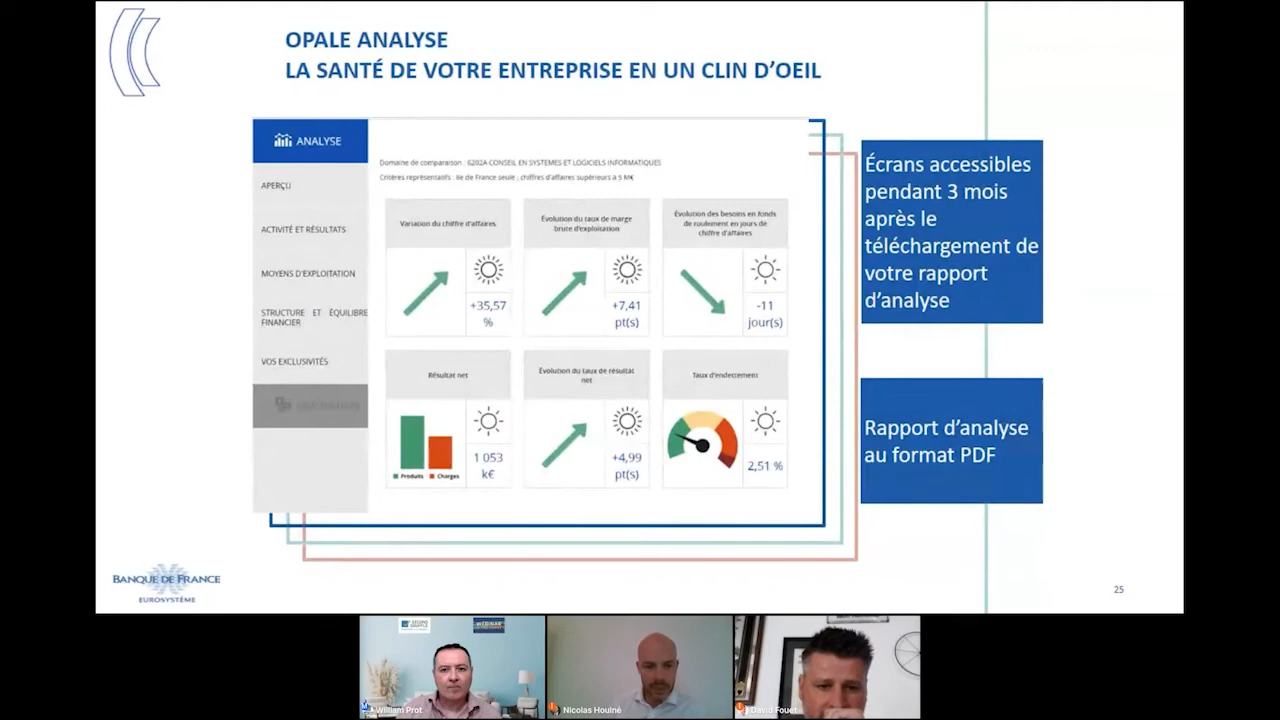 OPALE ANALYSE
LA SANTÉ DE VOTRE ENTREPRISE EN UN CLIN D'OEIL
ANALYSE
APERÇU
ACTIVITÉ ET RÉSULTATS
MOYENS D'EXPLOITATION
STRUCTURE ET ÉQUILIBRE
FINANCIER
VOS EXCLUSIVITÉS
Domaine de comparaison : 6202A CONSEIL EN SYSTEMES ET LOGICIELS INFORMATIQUES
Critères représentatifs : Ile de France seule ; chiffres d'affaires supérieurs à 5 M€
Variation du chiffre d'affaires
+35,57
%
Évolution du taux de marge
brute d'exploitation
+7,41
pt(s)
Évolution des besoins en fonds
de roulement en jours de
chiffre d'affaires
-11
jour(s)
Résultat net
1 053
k€
Produits Charges
Évolution du taux de résultat
net
+4,99
pt(s)
Taux d'endettement
2,51 %
Écrans accessibles
pendant 3 mois
après le
téléchargement de
votre rapport
d'analyse
Rapport d'analyse
au format PDF
BANQUE DE FRANCE
EUROSYSTÈME
25
SECOND SOUFFLE
WEBINAR
William Prot
Nicolas Houiné
David Fouet